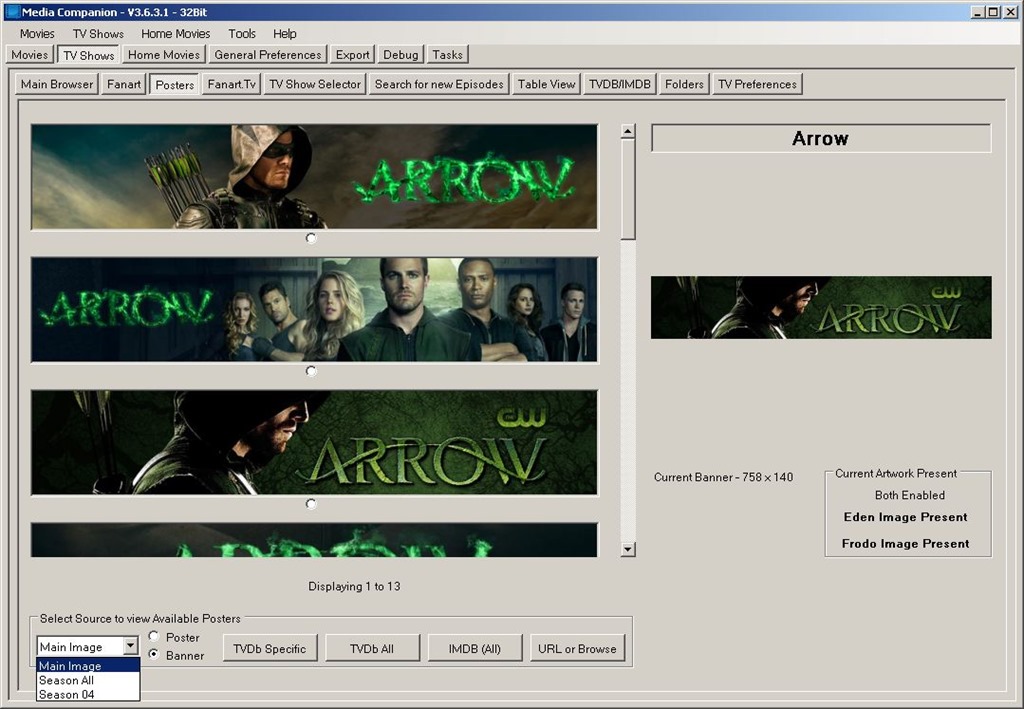 Media Companion - V3.6.3.1 - 32Bit
Movies TV Shows Home Movies Tools Help
Movies TV Shows Home Movies General Preferences Export Debug Tasks
Main Browser Fanart Posters Fanart.Tv TV Show Selector Search for new Episodes Table View TVDB/IMDB Folders TV Preferences
Arrow
ARROW
ARROW
CW
ARROW
CW
ARROW
ARROW
Current Banner - 758 x 140
Current Artwork Present
Both Enabled
Eden Image Present
Frodo Image Present
Displaying 1 to 13
Select Source to view Available Posters
Main Image
Poster
Banner
TVDb Specific TVDb All IMDB (All) URL or Browse
Main Image
Season All
Season 04